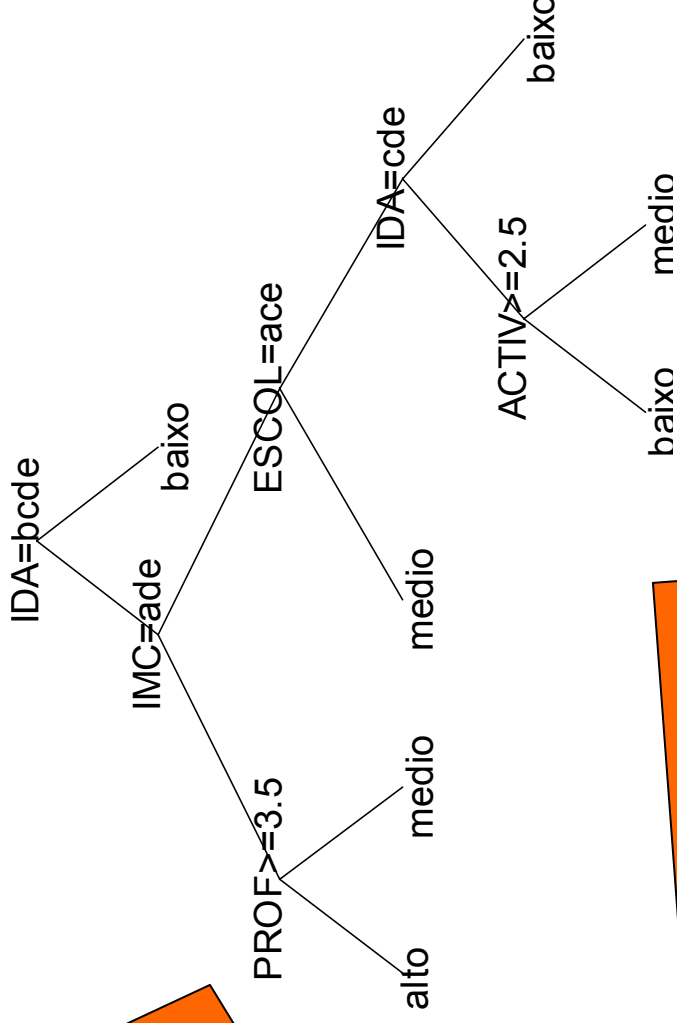 IDA=bcde
IMC=ade
baixo
PROF>=3.5
ESCOL=ace
alto
medio
medio
IDA=cde
ACTIV>=2.5
baixo
baixo
medio